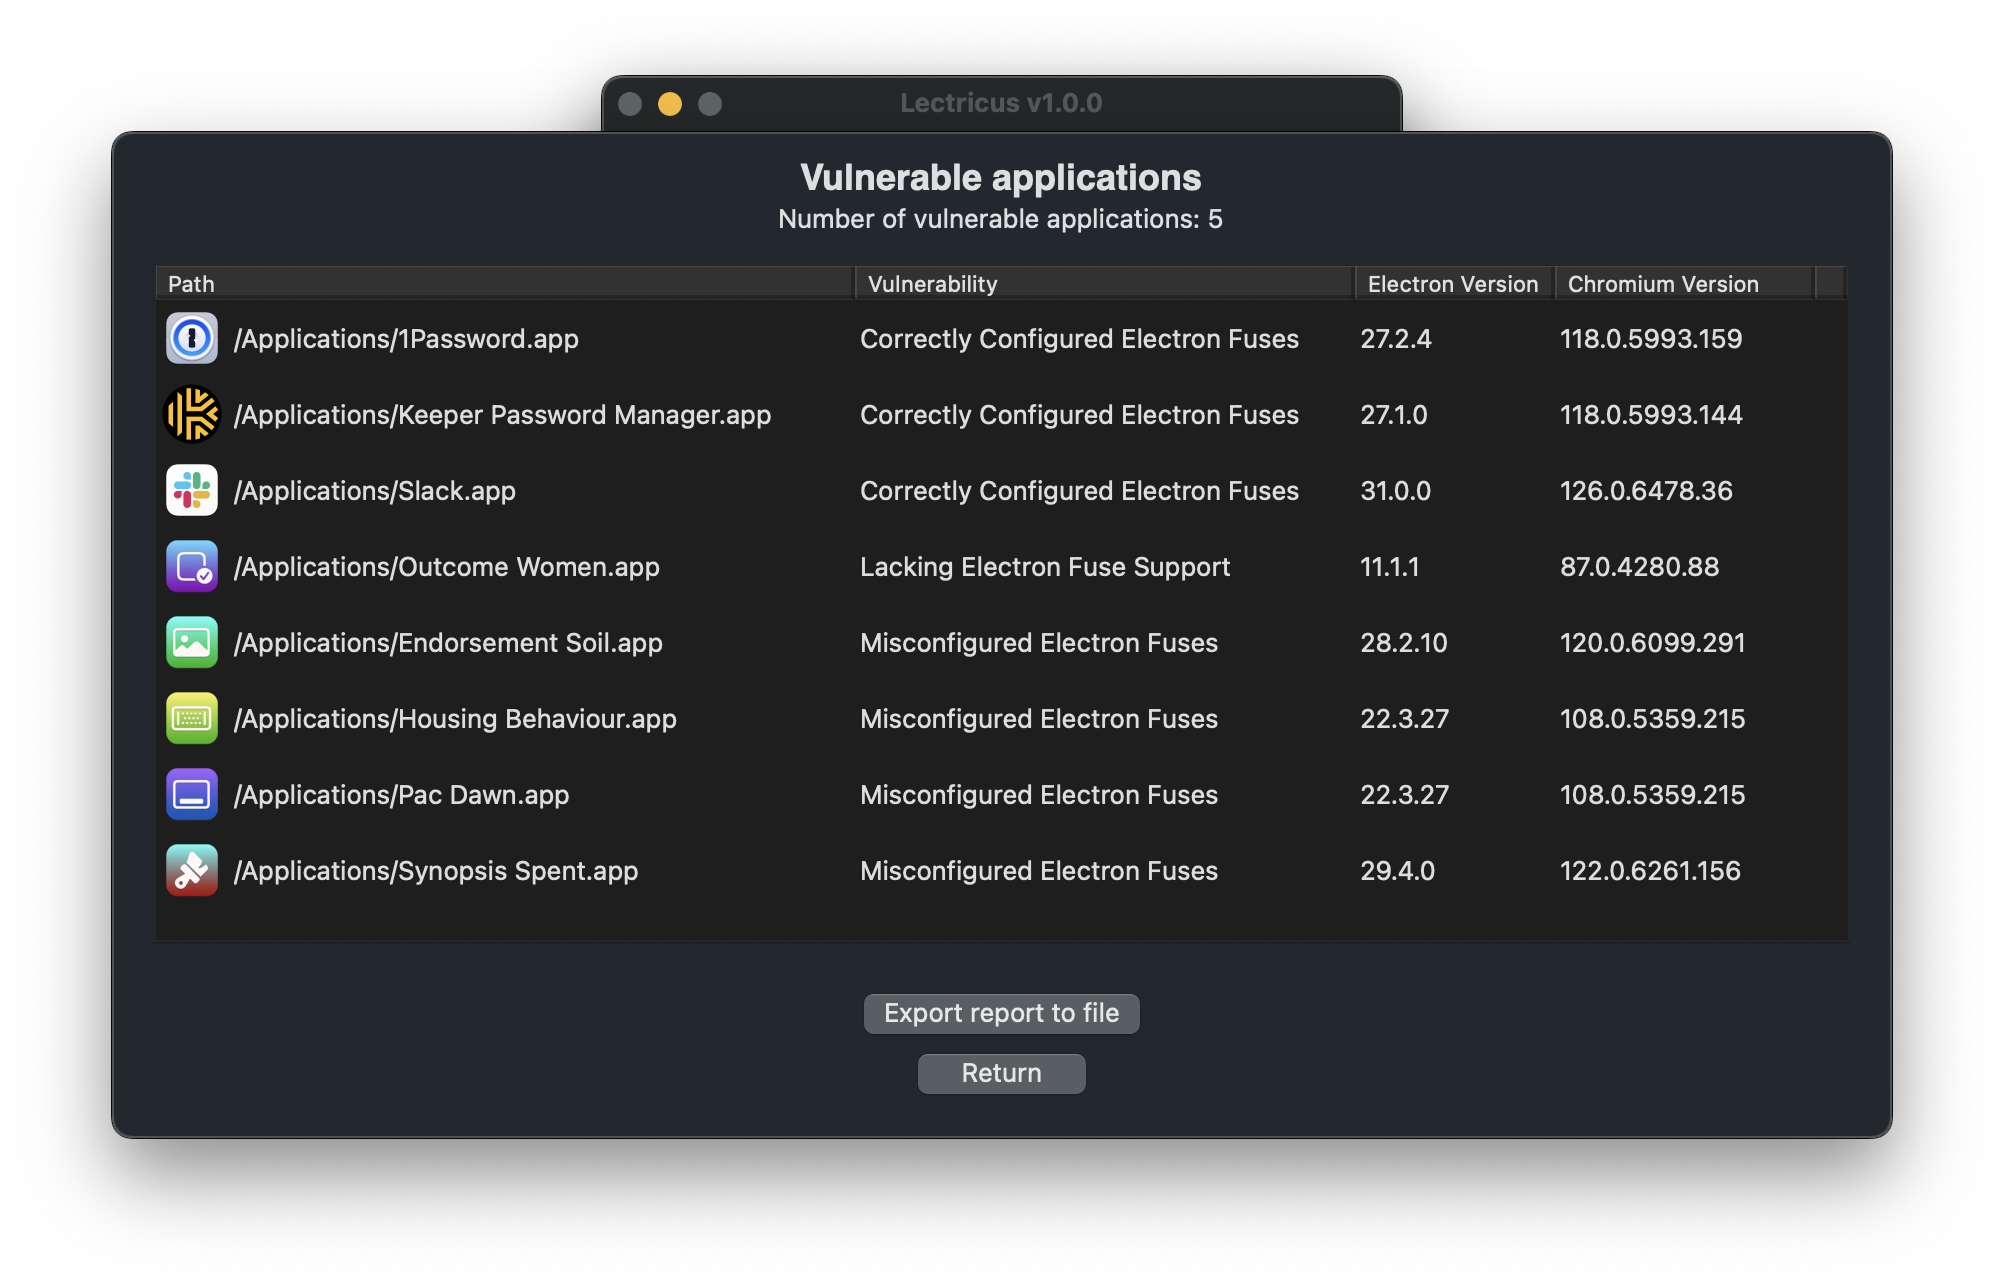 Lectricus v1.0.0
Vulnerable applications
Number of vulnerable applications: 5
Path Vulnerability Electron Version Chromium Version
/Applications/1Password.app Correctly Configured Electron Fuses 27.2.4 118.0.5993.159
/Applications/Keeper Password Manager.app Correctly Configured Electron Fuses 27.1.0 118.0.5993.144
/Applications/Slack.app Correctly Configured Electron Fuses 31.0.0 126.0.6478.36
/Applications/Outcome Women.app Lacking Electron Fuse Support 11.1.1 87.0.4280.88
/Applications/Endorsement Soil.app Misconfigured Electron Fuses 28.2.10 120.0.6099.291
/Applications/Housing Behaviour.app Misconfigured Electron Fuses 22.3.27 108.0.5359.215
/Applications/Pac Dawn.app Misconfigured Electron Fuses 22.3.27 108.0.5359.215
/Applications/Synopsis Spent.app Misconfigured Electron Fuses 29.4.0 122.0.6261.156
Export report to file
Return